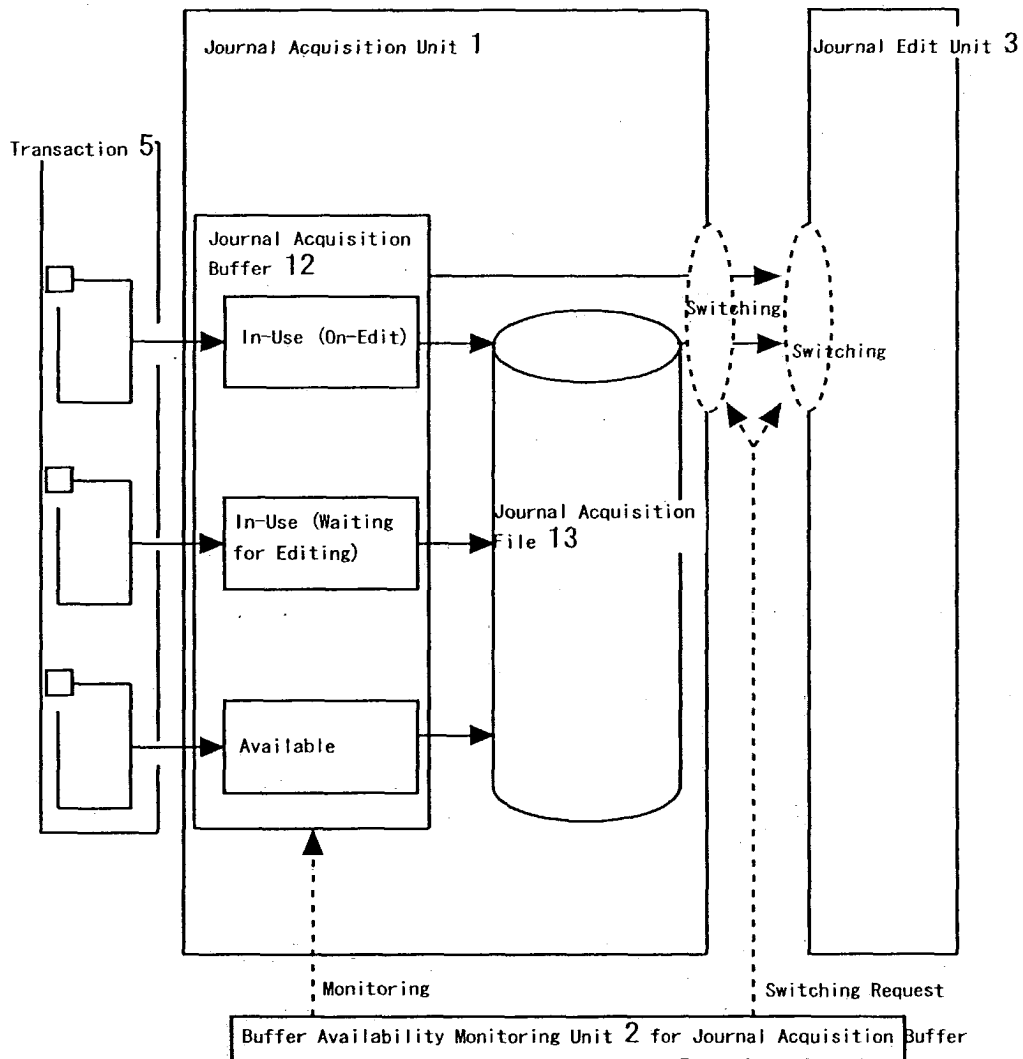 Journal Acquisition Unit 1
Journal Edit Unit 3
Transaction 5
Journal Acquisition
Buffer 12
In-Use (On-Edit)
Switching
Switching
In-Use (Waiting
for Editing)
Journal Acquisition
File 13
Available
Monitoring
Switching Request
Buffer Availability Monitoring Unit 2 for Journal Acquisition Buffer